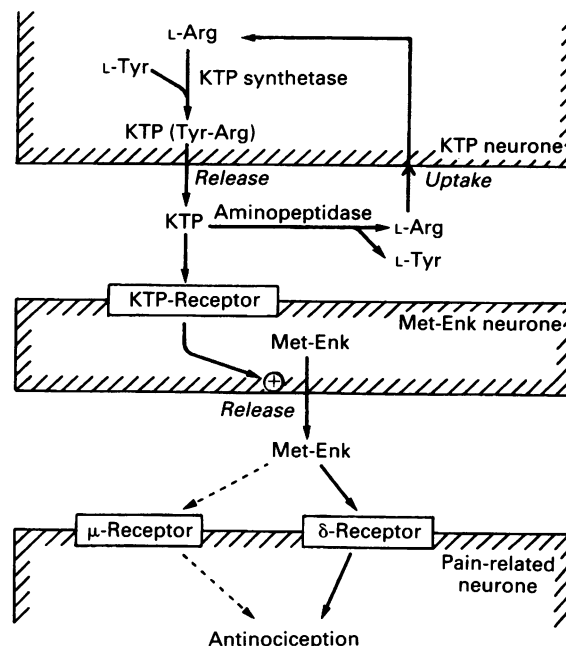 L-Arg
L-Tyr
KTP synthetase
KTP (Tyr-Arg)
KTP neurone
Release
Uptake
KTP
Aminopeptidase
L-Arg
L-Tyr
KTP-Receptor
Met-Enk neurone
Met-Enk
+
Release
Met-Enk
μ-Receptor
δ-Receptor
Pain-related
neurone
Antinociception